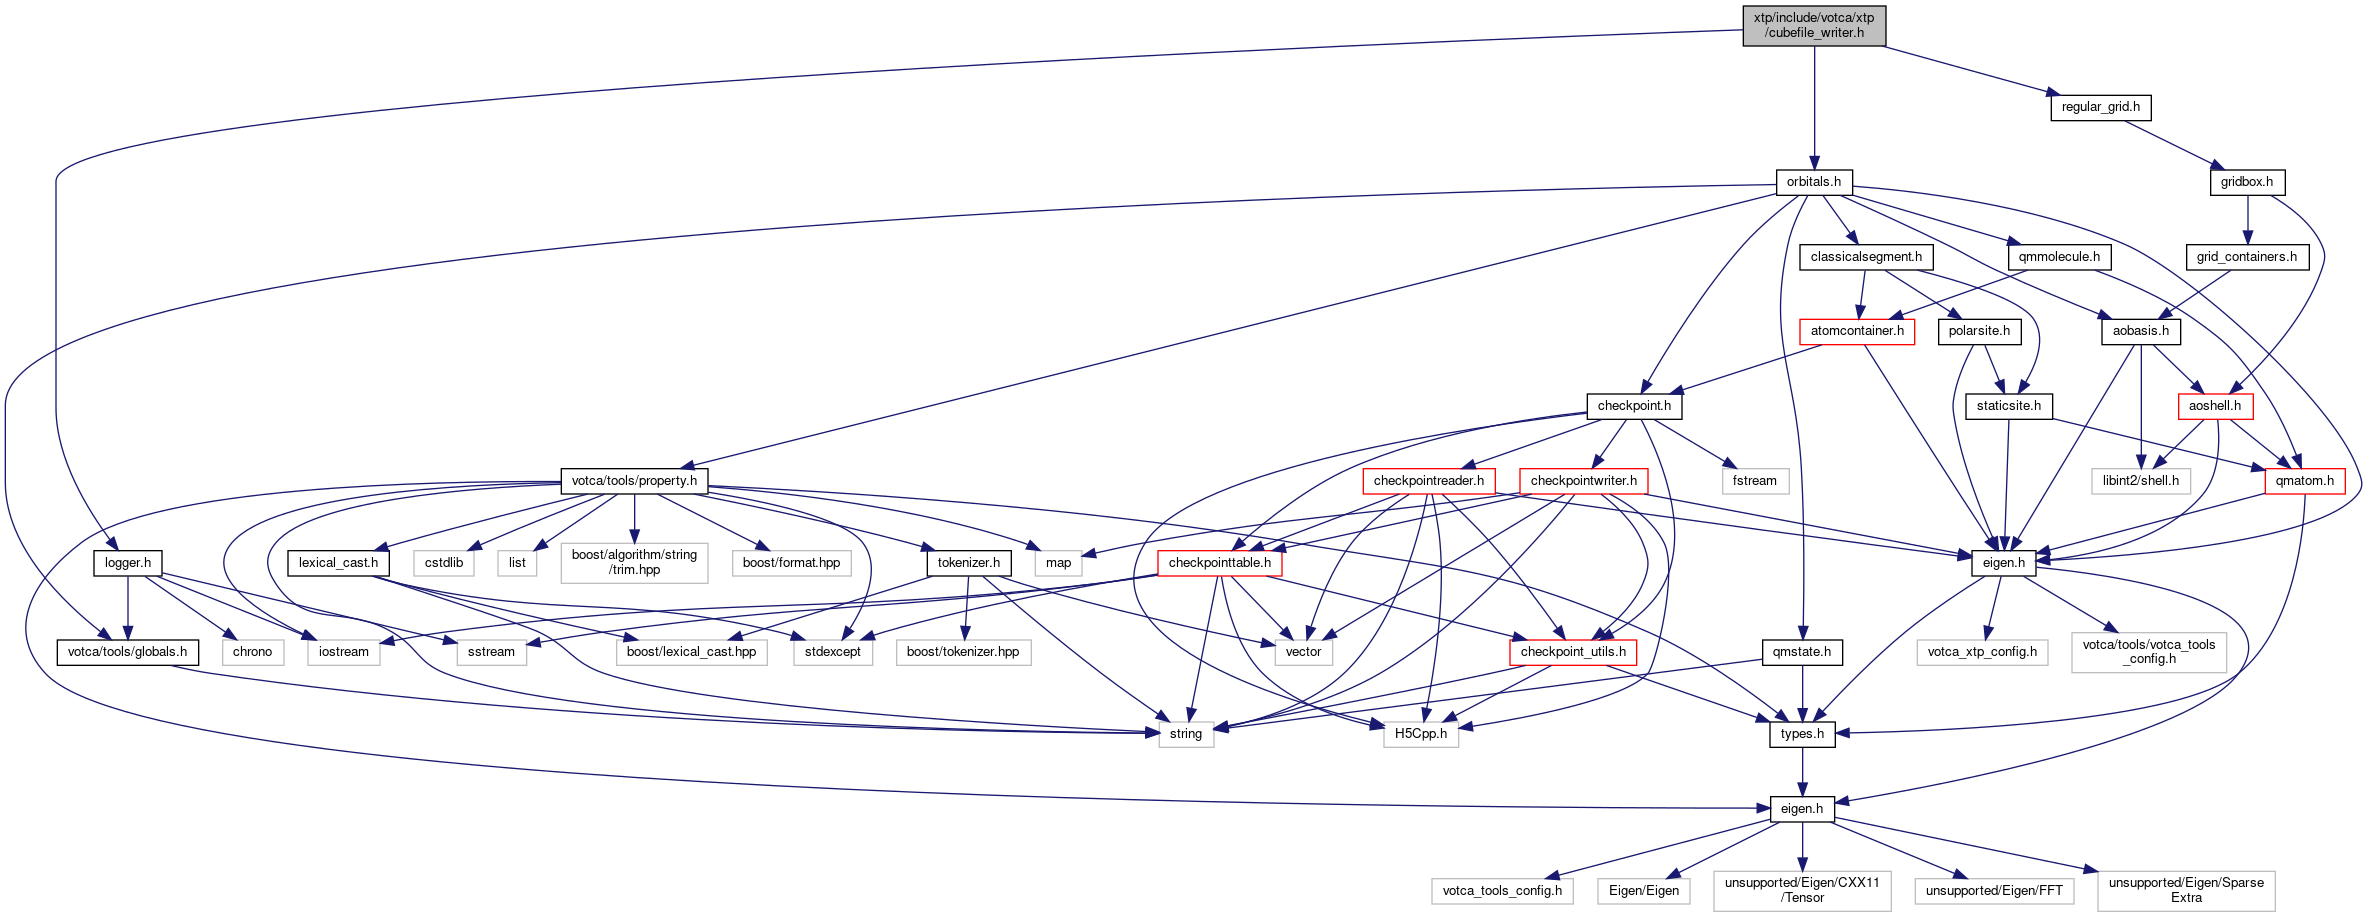 xtp/include/votca/xtp
/cubefile_writer.h
regular_grid.h
orbitals.h
gridbox.h
classicalsegment.h
qmmolecule.h
grid_containers.h
atomcontainer.h
polarsite.h
aobasis.h
checkpoint.h
staticsite.h
aoshell.h
votca/tools/property.h
checkpointreader.h
checkpointwriter.h
fstream
libint2/shell.h
qmatom.h
logger.h
lexical_cast.h
cstdlib
list
boost/algorithm/string
/trim.hpp
boost/format.hpp
tokenizer.h
map
checkpointtable.h
eigen.h
votca/tools/globals.h
chrono
iostream
sstream
boost/lexical_cast.hpp
stdexcept
boost/tokenizer.hpp
vector
checkpoint_utils.h
qmstate.h
votca_xtp_config.h
votca/tools/votca_tools
_config.h
string
H5Cpp.h
types.h
eigen.h
votca_tools_config.h
Eigen/Eigen
unsupported/Eigen/CXX11
/Tensor
unsupported/Eigen/FFT
unsupported/Eigen/Sparse
Extra